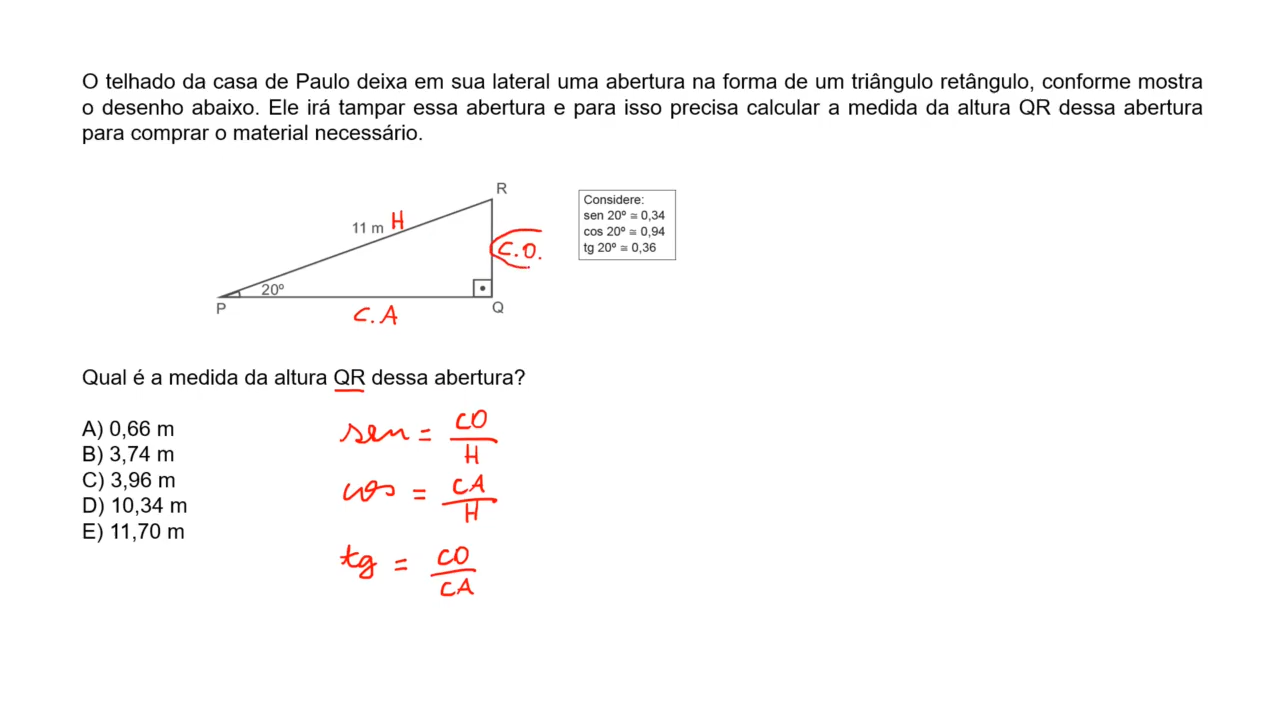 O telhado da casa de Paulo deixa em sua lateral uma abertura na forma de um triângulo retângulo, conforme mostra
o desenho abaixo. Ele irá tampar essa abertura e para isso precisa calcular a medida da altura QR dessa abertura
para comprar o material necessário.
R
11 m H
C.O.
20º
P
Q
C.A
Considere:
sen 20º ≅ 0,34
cos 20º ≅ 0,94
tg 20º ≅ 0,36
Qual é a medida da altura QR dessa abertura?
A) 0,66 m
B) 3,74 m
C) 3,96 m
D) 10,34 m
E) 11,70 m
sen = CO
H
cos = CA
H
tg = CO
CA